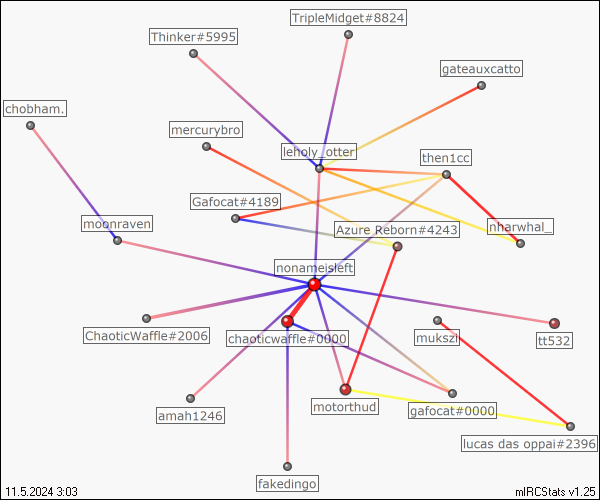 TripleMidget#8824
Thinker#5995
gateauxcatto
chobham.
mercurybro
leholy_otter
then1cc
Gafocat#4189
moonraven
Azure Reborn#4243
nharwhal_
nonameisleft
ChaoticWaffle#2006
chaoticwaffle#0000
mukszi
tt532
amah1246
motorthud
gafocat#0000
lucas das oppai#2396
fakedingo
11.5.2024 3:03
mIRCStats v1.25